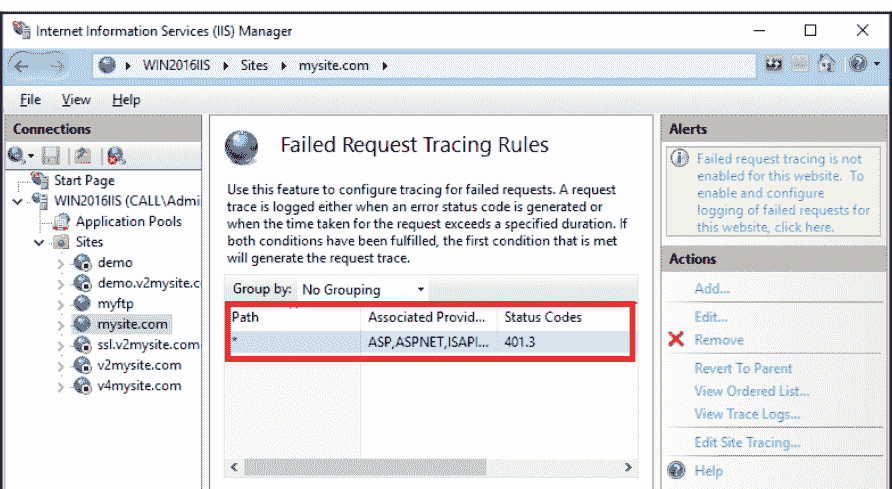 Internet Information Services (IIS) Manager
WIN2016IIS
Sites
mysite.com
File View Help
Connections
Start Page
WIN2016IIS (CALL\Admi
Application Pools
Sites
demo
demo.v2mysite.c
myftp
mysite.com
ssl.v2mysite.com
v2mysite.com
v4mysite.com
Failed Request Tracing Rules
Use this feature to configure tracing for failed requests. A request
trace is logged either when an error status code is generated or
when the time taken for the request exceeds a specified duration. If
both conditions have been fulfilled, the first condition that is met
will generate the request trace.
Group by: No Grouping
Path Associated Provid... Status Codes
* ASP,ASPNET,ISAPI... 401.3
Alerts
Failed request tracing is not
enabled for this website. To
enable and configure
logging of failed requests for
this website, click here.
Actions
Add...
Edit...
Remove
Revert To Parent
View Ordered List...
View Trace Logs...
Edit Site Tracing...
Help